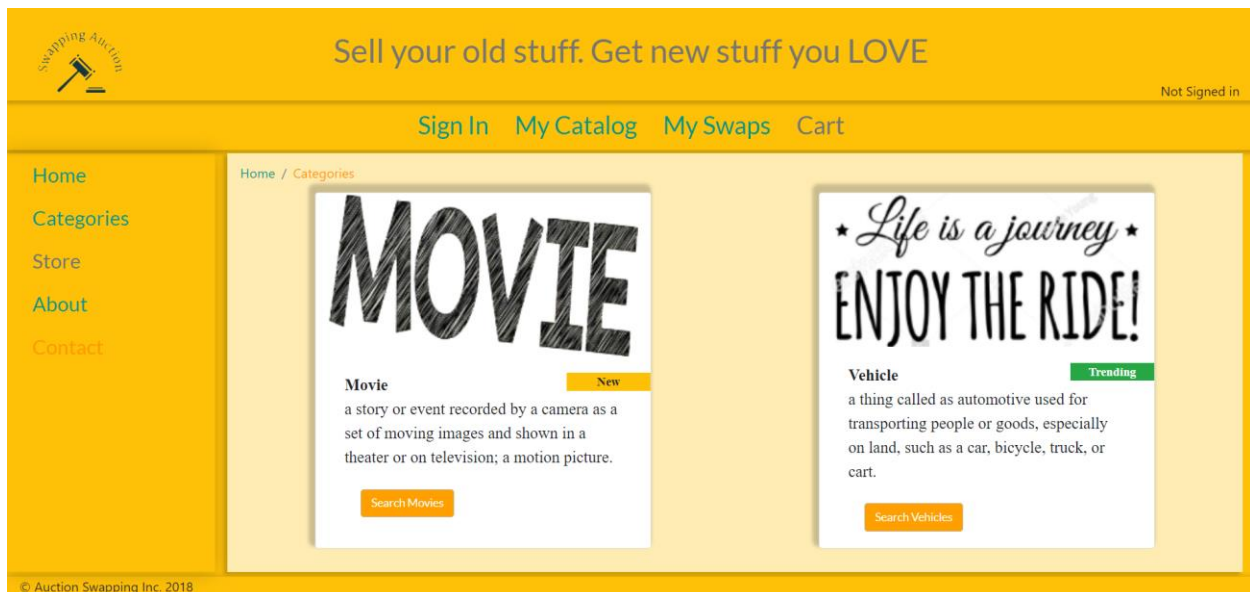 Swapping Auction
Sell your old stuff. Get new stuff you LOVE
Not Signed in
Sign In My Catalog My Swaps Cart
Home
Categories
Store
About
Contact
Home / Categories
MOVIE
Movie
New
a story or event recorded by a camera as a
set of moving images and shown in a
theater or on television; a motion picture.
Search Movies
Life is a journey
ENJOY THE RIDE!
Vehicle
Trending
a thing called as automotive used for
transporting people or goods, especially
on land, such as a car, bicycle, truck, or
cart.
Search Vehicles
© Auction Swapping Inc. 2018